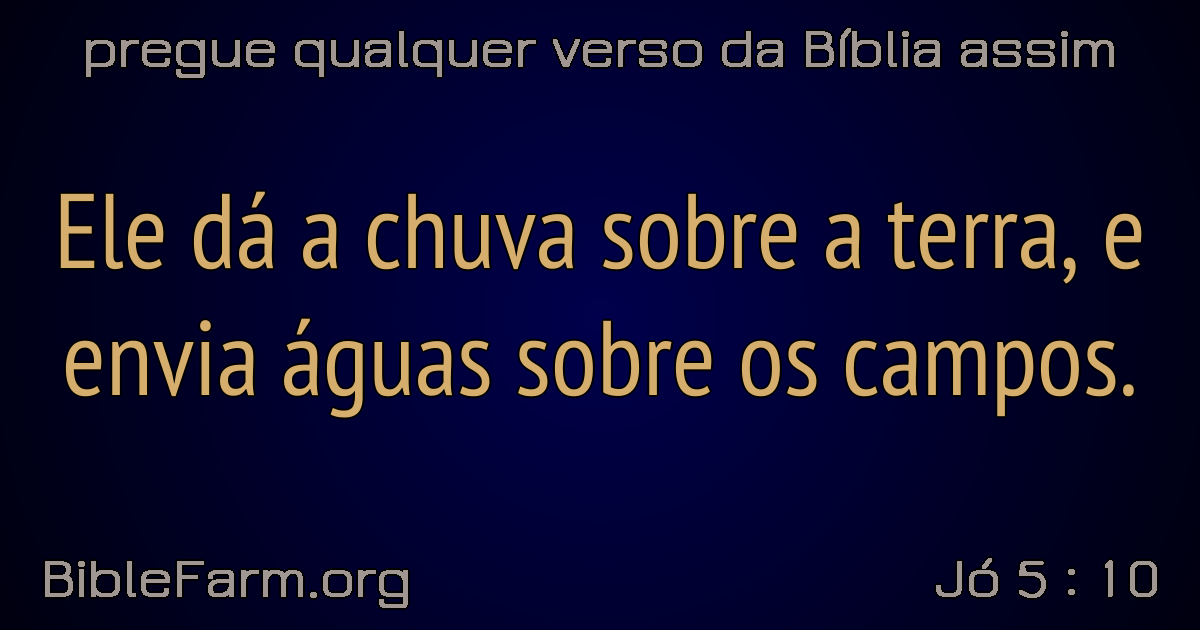 pregue qualquer verso da Bíblia assim
Ele dá a chuva sobre a terra, e
envia águas sobre os campos.
BibleFarm.org
Jó 5 : 10